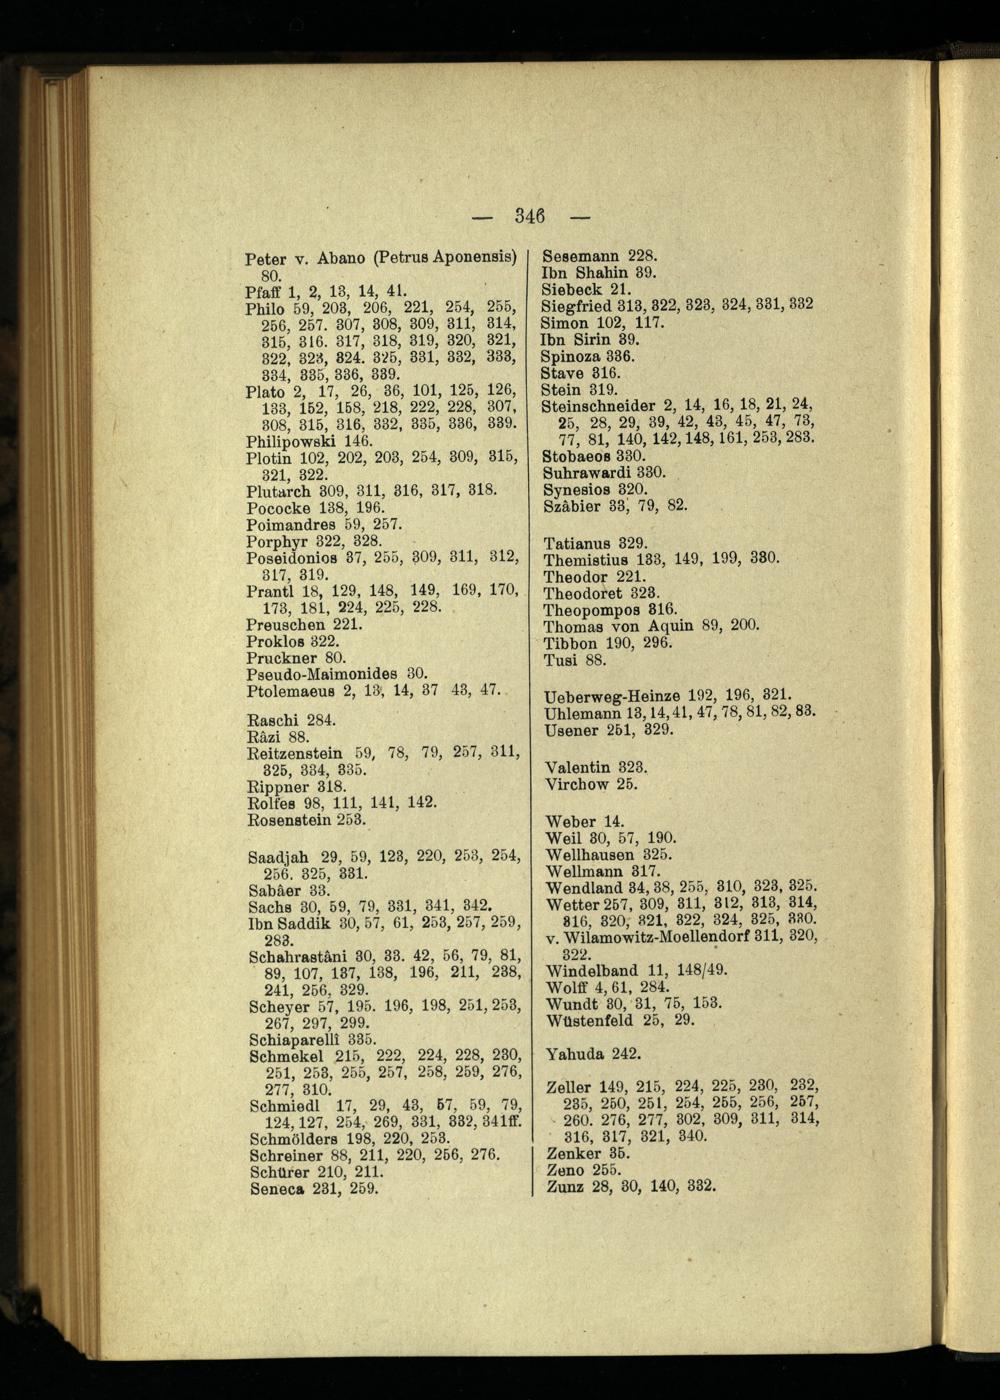 — 346 —
Peter v. Abano (Petrus Aponensis)
80.
Pfaff 1, 2, 13, 14, 41.
Philo 59, 203, 206, 221, 254, 255,
256, 257. 307, 308, 309, 311, 314,
315, 316. 317, 318, 319, 320, 321,
322, 323, 324. 325, 331, 332, 333,
334, 335, 336, 339.
Plato 2, 17, 26, 36, 101, 125, 126,
133, 152, 158, 218, 222, 228, 307,
308, 315, 316, 332, 335, 336, 339.
Philipowski 146.
Plotin 102, 202, 203, 254, 309, 315,
321, 322.
Plutarch 309, 311, 316, 317, 318.
Pococke 138, 196.
Poimandres 59, 257.
Porphyr 322, 328.
Poseidonios 37, 255, 309, 311, 312,
317, 319.
Prantl 18, 129, 148, 149, 169, 170,
173, 181, 224, 225, 228.
Preuschen 221.
Proklos 322.
Pruckner 80.
Pseudo-Maimonides 30.
Ptolemaeus 2, 13, 14, 37 43, 47.
Raschi 284.
Râzi 88.
Reitzenstein 59, 78, 79, 257, 311,
325, 334, 335.
Rippner 318.
Rolfes 98, 111, 141, 142.
Rosenstein 253.
Saadjah 29, 59, 123, 220, 253, 254,
256. 325, 331.
Sabâer 33.
Sachs 30, 59, 79, 331, 341, 342.
Ibn Saddik 30, 57, 61, 253, 257, 259,
283.
Schahrastâni 30, 33. 42, 56, 79, 81,
89, 107, 137, 138, 196, 211, 238,
241, 256, 329.
Scheyer 57, 195. 196, 198, 251, 253,
267, 297, 299.
Schiaparelli 335.
Schmekel 215, 222, 224, 228, 230,
251, 253, 255, 257, 258, 259, 276,
277, 310.
Schmiedl 17, 29, 43, 57, 59, 79,
124, 127, 254, 269, 331, 332, 341ff.
Schmölders 198, 220, 253.
Schreiner 88, 211, 220, 256, 276.
Schürer 210, 211.
Seneca 231, 259.
Sesemann 228.
Ibn Shahin 39.
Siebeck 21.
Siegfried 313, 322, 323, 324, 331, 332
Simon 102, 117.
Ibn Sirin 39.
Spinoza 336.
Stave 316.
Stein 319.
Steinschneider 2, 14, 16, 18, 21, 24,
25, 28, 29, 39, 42, 43, 45, 47, 73,
77, 81, 140, 142, 148, 161, 253, 283.
Stobaeos 330.
Suhrawardi 330.
Synesios 320.
Szâbier 33, 79, 82.
Tatianus 329.
Themistius 133, 149, 199, 330.
Theodor 221.
Theodoret 323.
Theopompos 316.
Thomas von Aquin 89, 200.
Tibbon 190, 296.
Tusi 88.
Ueberweg-Heinze 192, 196, 321.
Uhlemann 13, 14, 41, 47, 78, 81, 82, 83.
Usener 251, 329.
Valentin 323.
Virchow 25.
Weber 14.
Weil 30, 57, 190.
Wellhausen 325.
Wellmann 317.
Wendland 34, 38, 255, 310, 323, 325.
Wetter 257, 309, 311, 312, 313, 314,
316, 320, 321, 322, 324, 325, 330.
v. Wilamowitz-Moellendorf 311, 320,
322.
Windelband 11, 148/49.
Wolff 4, 61, 284.
Wundt 30, 31, 75, 153.
Wüstenfeld 25, 29.
Yahuda 242.
Zeller 149, 215, 224, 225, 230, 232,
235, 250, 251, 254, 255, 256, 257,
260. 276, 277, 302, 309, 311, 314,
316, 317, 321, 340.
Zenker 35.
Zeno 255.
Zunz 28, 30, 140, 332.